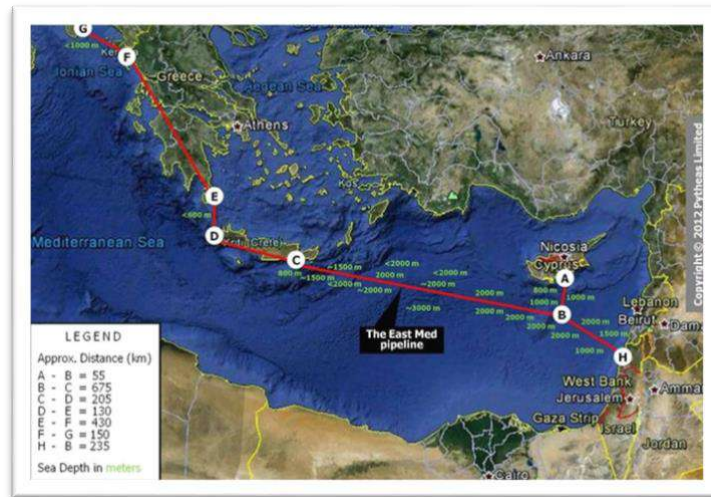 G
<1000 m
F
Ionian Sea
Greece
Aegean Sea
Athens
Ankara
Turkey
Kos
E
<600 m
D
Mediterranean Sea
C
800 m
~1500 m
~1500 m
<2000 m
2000 m
<2000 m
~2000 m
<2000 m
~2000 m
~3000 m
2000 m
2000 m
2000 m
2000 m
2000 m
2000 m
1500 m
1000 m
Nicosia
Cyprus
A
800 m
1000 m
1000 m
B
H
Lebanon
Beirut
The East Med
pipeline
West Bank
Jerusalem
Gaza Strip
Israel
Jordan
Cairo
LEGEND
Approx. Distance (km)
A - B = 55
B - C = 675
C - D = 205
D - E = 130
E - F = 430
F - G = 150
H - B = 235
Sea Depth in meters
Copyright © 2012 Pytheas Limited